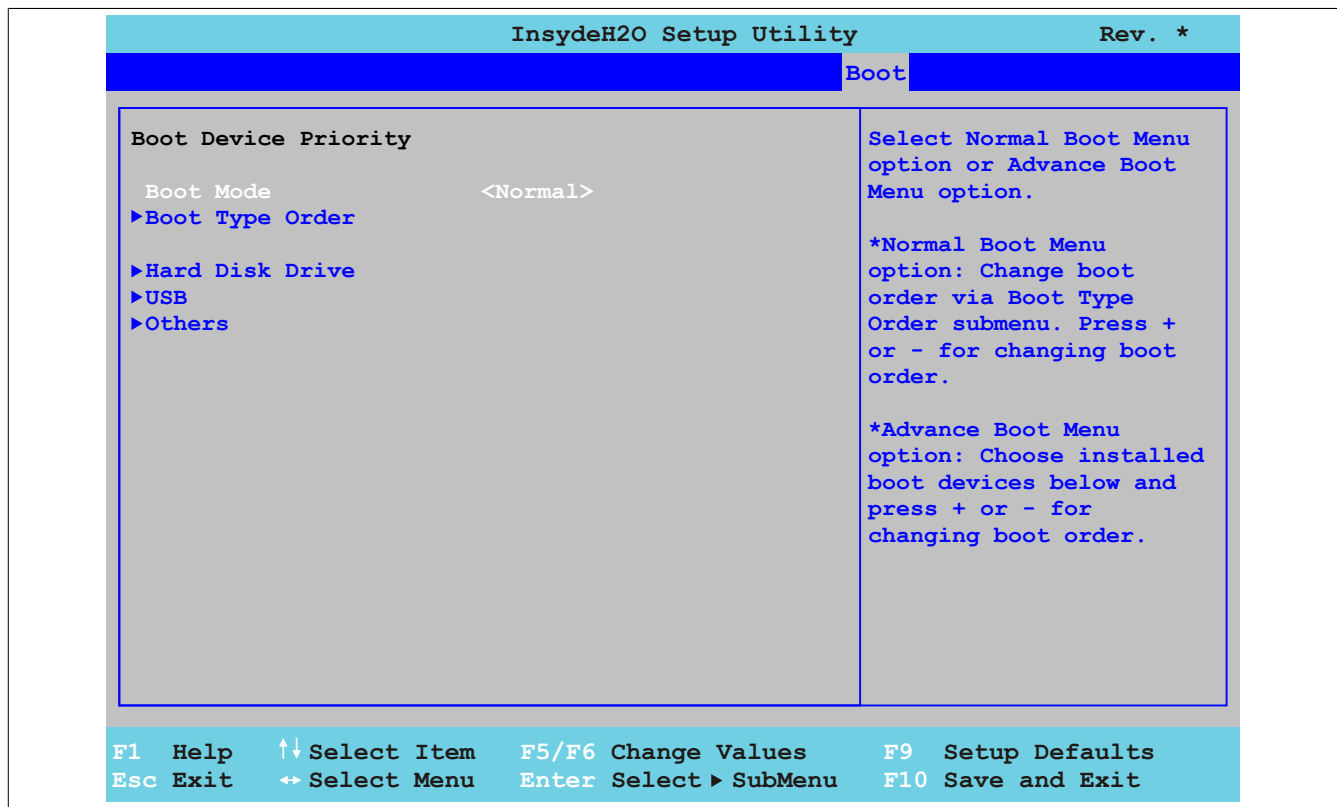 InsydeH2O Setup Utility Rev. *
Boot
Boot Device Priority
Boot Mode <Normal>
▶Boot Type Order
▶Hard Disk Drive
▶USB
▶Others
Select Normal Boot Menu
option or Advance Boot
Menu option.
*Normal Boot Menu
option: Change boot
order via Boot Type
Order submenu. Press +
or - for changing boot
order.
*Advance Boot Menu
option: Choose installed
boot devices below and
press + or - for
changing boot order.
F1 Help ↑↓ Select Item F5/F6 Change Values F9 Setup Defaults
Esc Exit ↔ Select Menu Enter Select ▶ SubMenu F10 Save and Exit